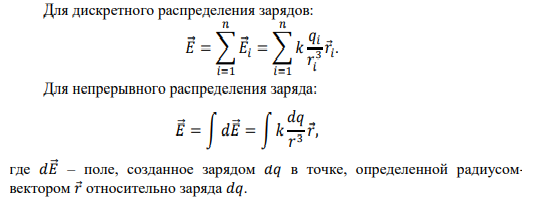 Для дискретного распределения зарядов:
$$\vec{E} = \sum_{i=1}^{n} \vec{E}_i = \sum_{i=1}^{n} k \frac{q_i}{r_i^3} \vec{r}_i.$$
Для непрерывного распределения заряда:
$$\vec{E} = \int d\vec{E} = \int k \frac{dq}{r^3} \vec{r},$$
где $d\vec{E}$ – поле, созданное зарядом $dq$ в точке, определенной радиусом-
вектором $\vec{r}$ относительно заряда $dq$.